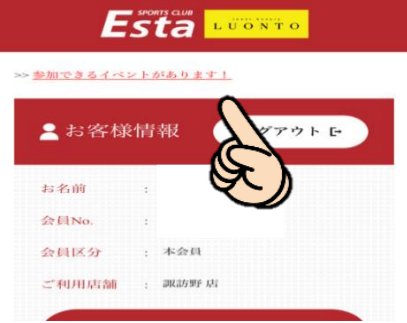 SPORTS CLUB
Esta LUONTO
>> 参加できるイベントがあります！
お客様情報 グアウト
お名前 :
会員No. :
会員区分 : 本会員
ご利用店舗 : 諏訪野 店